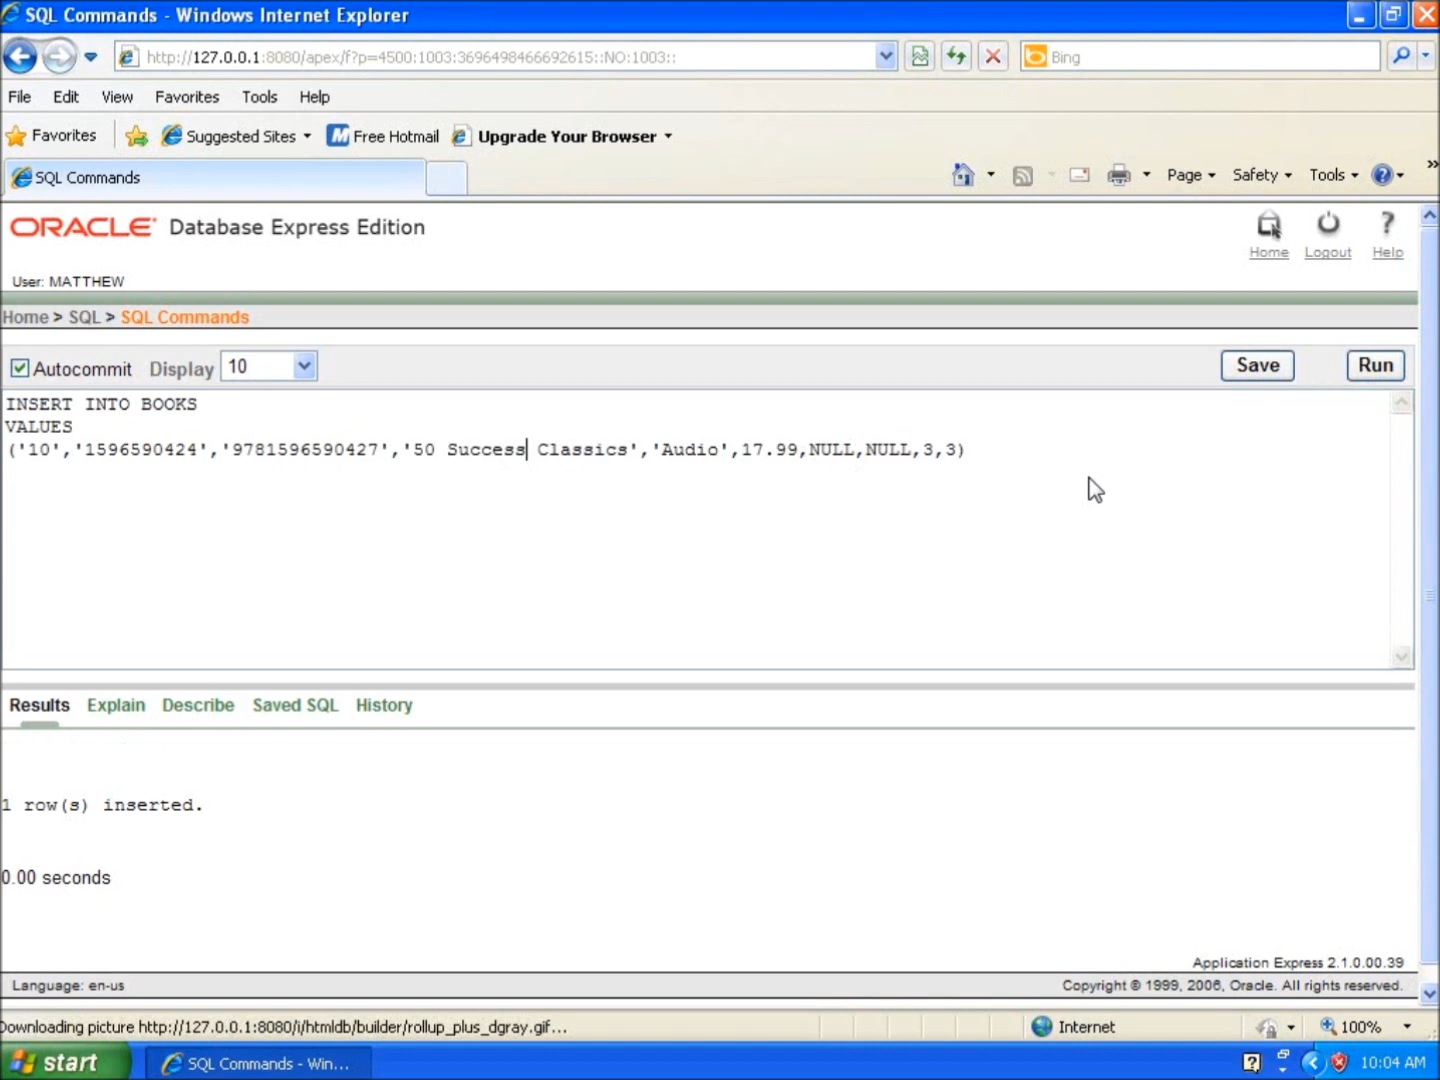 SQL Commands - Windows Internet Explorer
http://127.0.0.1:8080/apex/f?p=4500:1003:3696498466692615::NO:1003::
Bing
File Edit View Favorites Tools Help
Favorites Suggested Sites Free Hotmail Upgrade Your Browser
SQL Commands
Page Safety Tools
ORACLE Database Express Edition
Home Logout Help
User: MATTHEW
Home > SQL > SQL Commands
Autocommit Display 10 Save Run
INSERT INTO BOOKS
VALUES
('10','1596590424','9781596590427','50 Success Classics','Audio',17.99,NULL,NULL,3,3)
Results Explain Describe Saved SQL History
1 row(s) inserted.
0.00 seconds
Application Express 2.1.0.00.39
Language: en-us Copyright © 1999, 2006, Oracle. All rights reserved.
Downloading picture http://127.0.0.1:8080/i/htmldb/builder/rollup_plus_dgray.gif... Internet 100%
start SQL Commands - Win... 10:04 AM